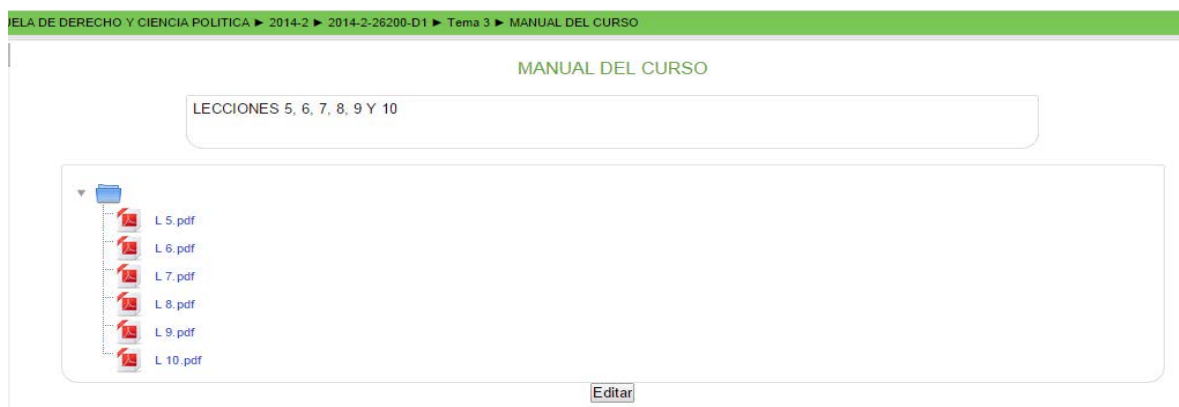 UELA DE DERECHO Y CIENCIA POLITICA ► 2014-2 ► 2014-2-26200-D1 ► Tema 3 ► MANUAL DEL CURSO
MANUAL DEL CURSO
LECCIONES 5, 6, 7, 8, 9 Y 10
L 5.pdf
L 6.pdf
L 7.pdf
L 8.pdf
L 9.pdf
L 10.pdf
Editar